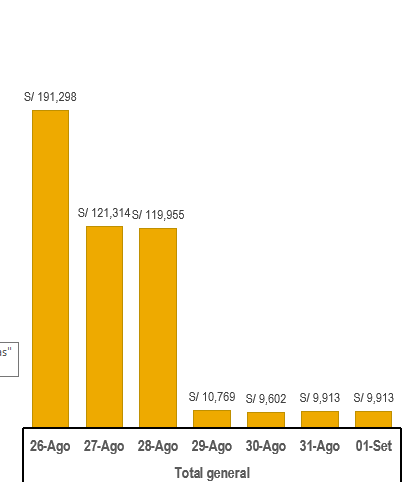 S/ 191,298
S/ 121,314 S/ 119,955
S/ 10,769 S/ 9,602 S/ 9,913 S/ 9,913
26-Ago 27-Ago 28-Ago 29-Ago 30-Ago 31-Ago 01-Set
Total general